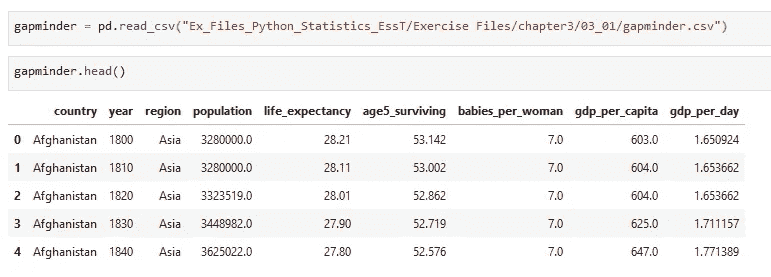 gapminder = pd.read_csv("Ex_Files_Python_Statistics_EssT/Exercise Files/chapter3/03_01/gapminder.csv")
gapminder.head()
country year region population life_expectancy age5_surviving babies_per_woman gdp_per_capita gdp_per_day
0 Afghanistan 1800 Asia 3280000.0 28.21 53.142 7.0 603.0 1.650924
1 Afghanistan 1810 Asia 3280000.0 28.11 53.002 7.0 604.0 1.653662
2 Afghanistan 1820 Asia 3323519.0 28.01 52.862 7.0 604.0 1.653662
3 Afghanistan 1830 Asia 3448982.0 27.90 52.719 7.0 625.0 1.711157
4 Afghanistan 1840 Asia 3625022.0 27.80 52.576 7.0 647.0 1.771389